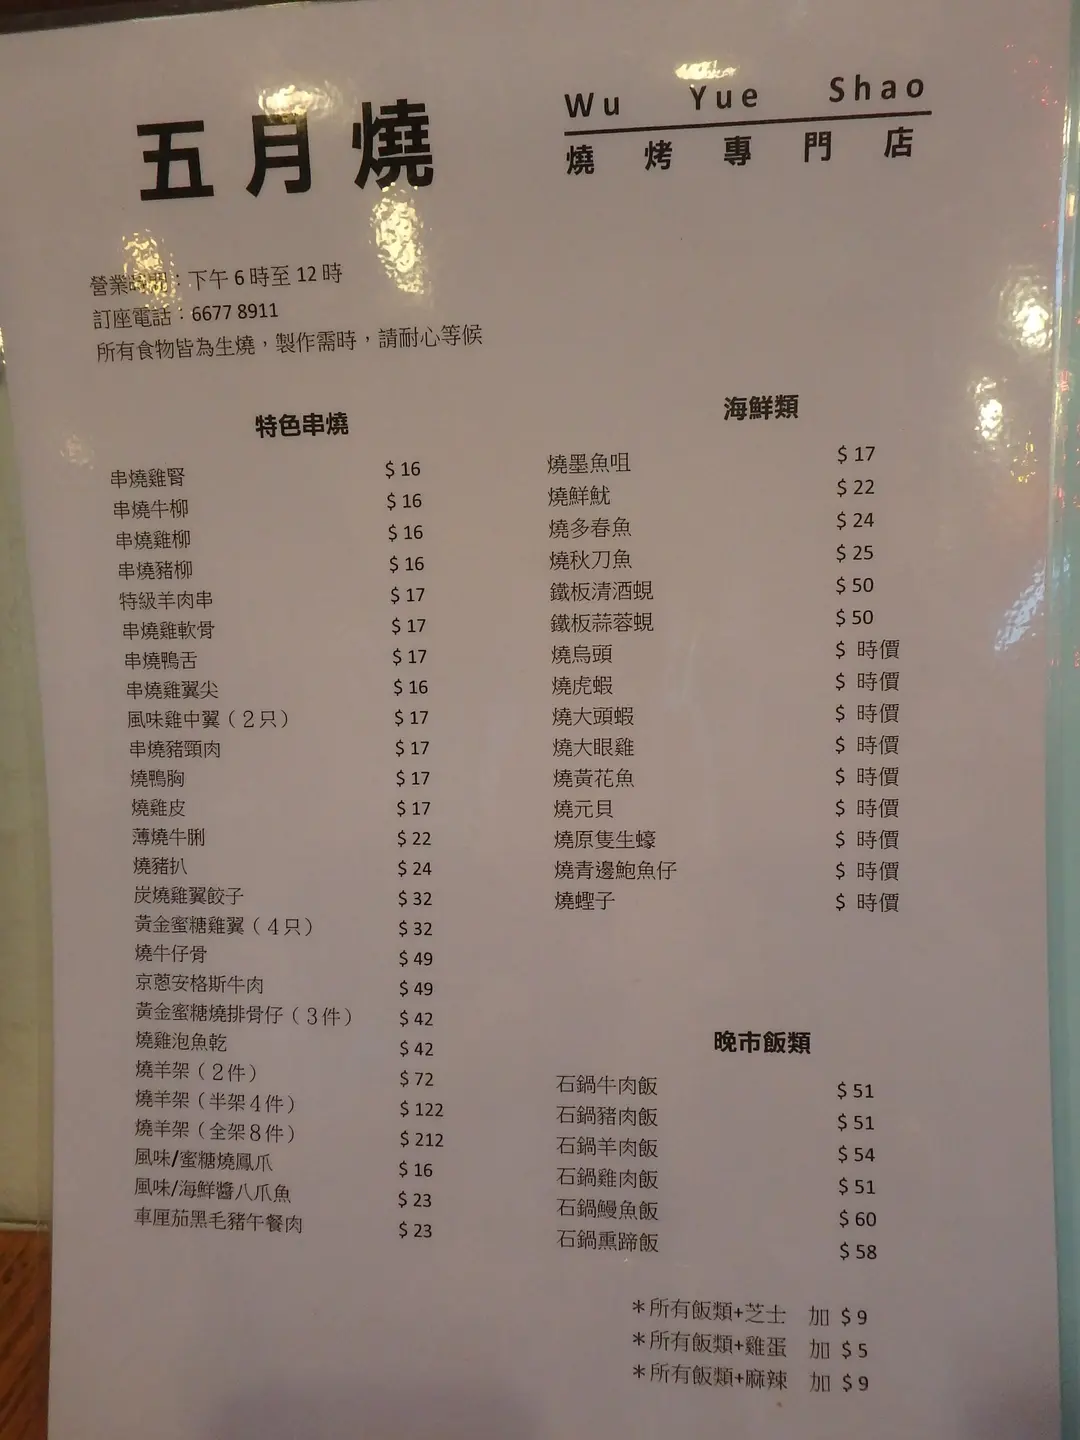 五月燒
Wu Yue Shao
燒烤專門店
營業時間：下午 6 時至 12 時
訂座電話：6677 8911
所有食物皆為生燒，製作需時，請耐心等候
特色串燒
串燒雞腎 $ 16
串燒牛柳 $ 16
串燒雞柳 $ 16
串燒豬柳 $ 16
特級羊肉串 $ 17
串燒雞軟骨 $ 17
串燒鴨舌 $ 17
串燒雞翼尖 $ 16
風味雞中翼（２只） $ 17
串燒豬頸肉 $ 17
燒鴨胸 $ 17
燒雞皮 $ 17
薄燒牛脷 $ 22
燒豬扒 $ 24
炭燒雞翼餃子 $ 32
黃金蜜糖雞翼（４只） $ 32
燒牛仔骨 $ 49
京蔥安格斯牛肉 $ 49
黃金蜜糖燒排骨仔（３件） $ 42
燒雞泡魚乾 $ 42
燒羊架（２件） $ 72
燒羊架（半架４件） $ 122
燒羊架（全架８件） $ 212
風味/蜜糖燒鳳爪 $ 16
風味/海鮮醬八爪魚 $ 23
車厘茄黑毛豬午餐肉 $ 23
海鮮類
燒墨魚咀 $ 17
燒鮮魷 $ 22
燒多春魚 $ 24
燒秋刀魚 $ 25
鐵板清酒蜆 $ 50
鐵板蒜蓉蜆 $ 50
燒烏頭 $ 時價
燒虎蝦 $ 時價
燒大頭蝦 $ 時價
燒大眼雞 $ 時價
燒黃花魚 $ 時價
燒元貝 $ 時價
燒原隻生蠔 $ 時價
燒青邊鮑魚仔 $ 時價
燒蟶子 $ 時價
晚市飯類
石鍋牛肉飯 $ 51
石鍋豬肉飯 $ 51
石鍋羊肉飯 $ 54
石鍋雞肉飯 $ 51
石鍋鰻魚飯 $ 60
石鍋熏蹄飯 $ 58
＊所有飯類+芝士 加 $ 9
＊所有飯類+雞蛋 加 $ 5
＊所有飯類+麻辣 加 $ 9